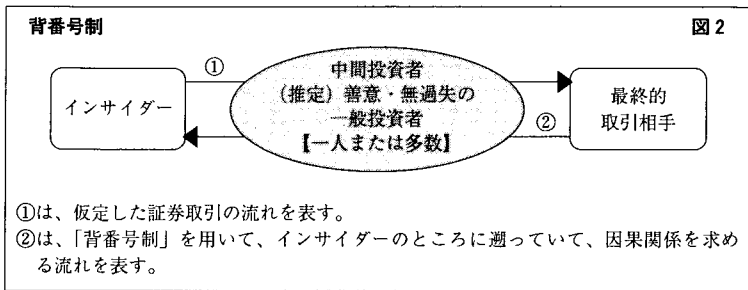 背番号制
図2
①
インサイダー
中間投資者
(推定)善意・無過失の
一般投資者
【一人または多数】
②
最終的
取引相手
①は、仮定した証券取引の流れを表す。
②は、「背番号制」を用いて、インサイダーのところに遡っていて、因果関係を求め
る流れを表す。